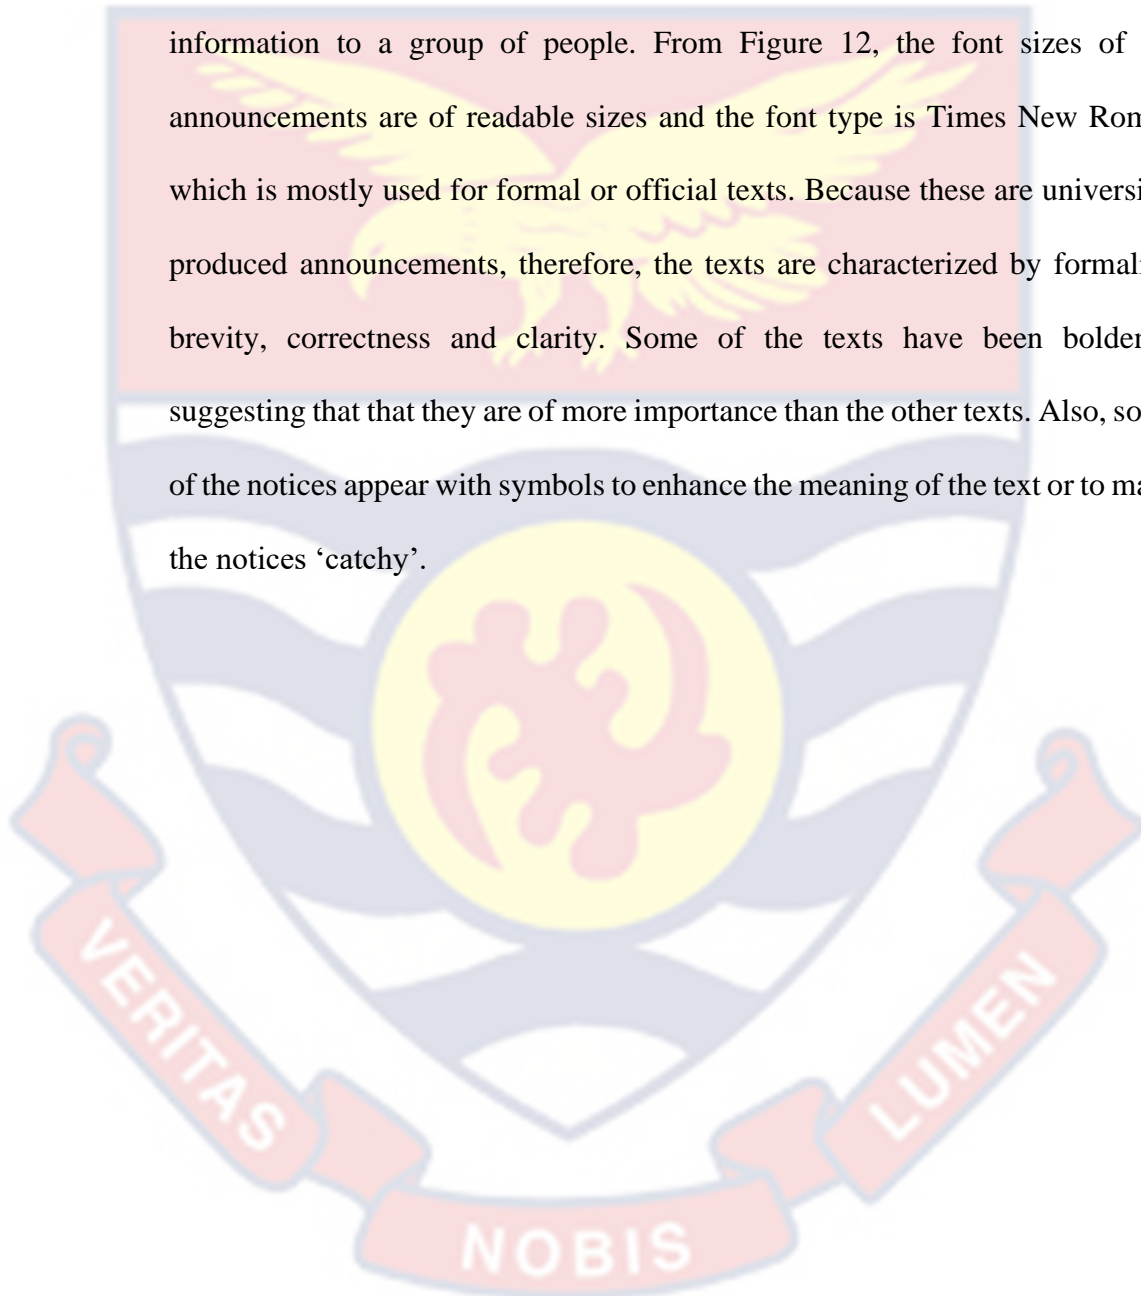 information to a group of people. From Figure 12, the font sizes of
announcements are of readable sizes and the font type is Times New Rom
which is mostly used for formal or official texts. Because these are universi
produced announcements, therefore, the texts are characterized by formali
brevity, correctness and clarity. Some of the texts have been bolder
suggesting that that they are of more importance than the other texts. Also, so
of the notices appear with symbols to enhance the meaning of the text or to ma
the notices ‘catchy’.
VERITAS
NOBIS
LUMEN